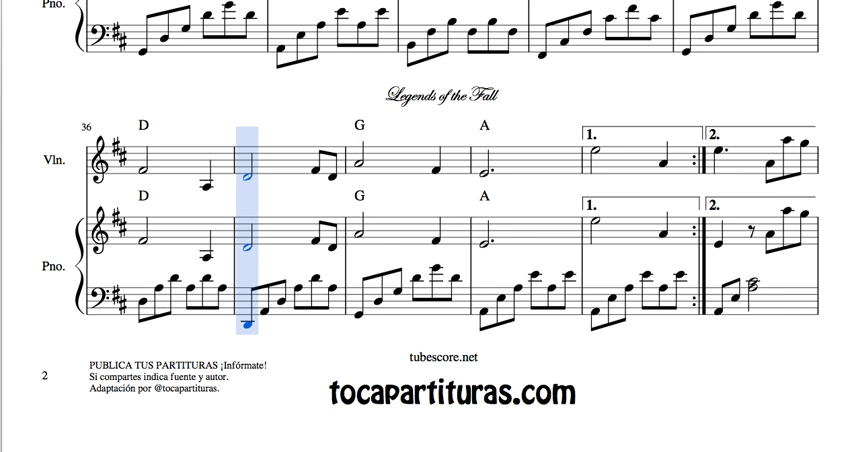 Pno.
Legends of the Fall
36 D G A 1. 2.
Vln.
D G A 1. 2.
Pno.
tubescore.net
PUBLICA TUS PARTITURAS ¡Infórmate!
Si compartes indica fuente y autor.
Adaptación por @tocapartituras.
2
tocapartituras.com